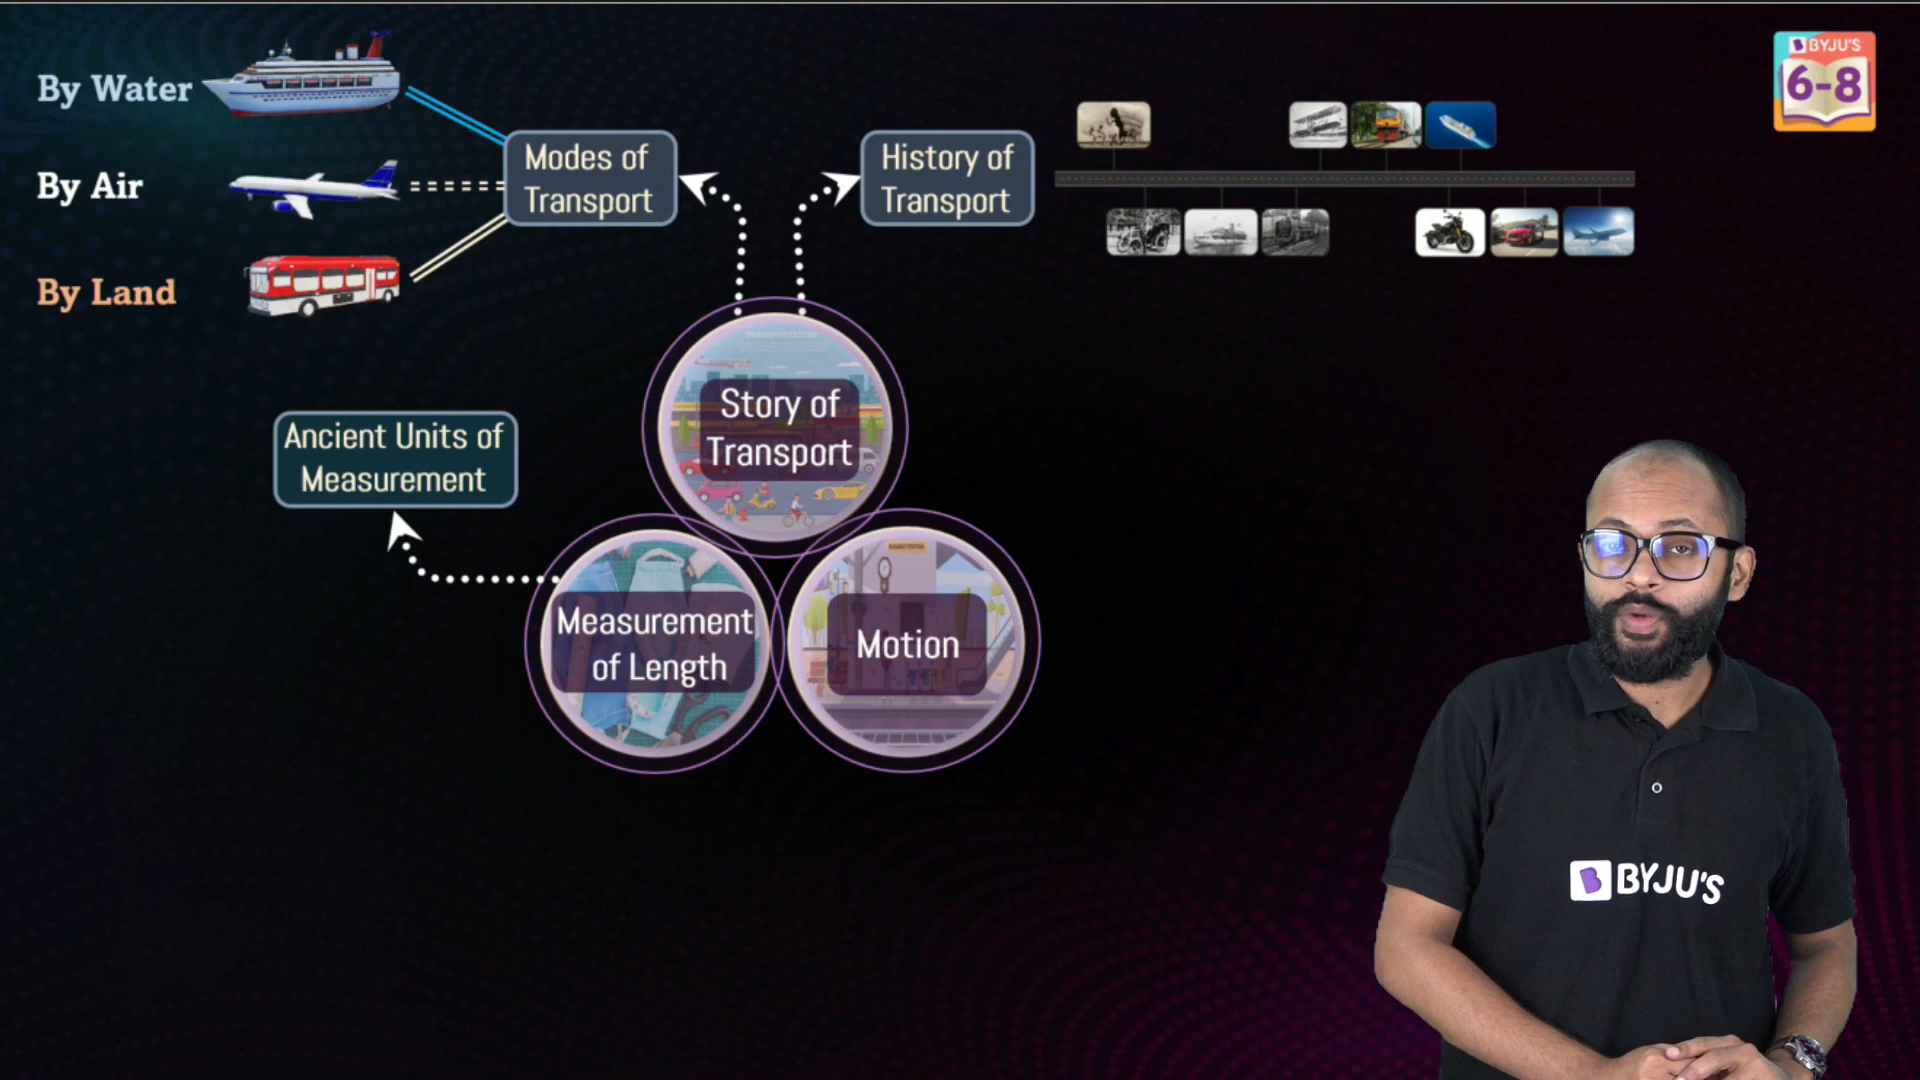 BYJU'S
6-8
By Water
By Air
By Land
Modes of
Transport
History of
Transport
Story of
Transport
Ancient Units of
Measurement
Measurement
of Length
Motion
BYJU'S